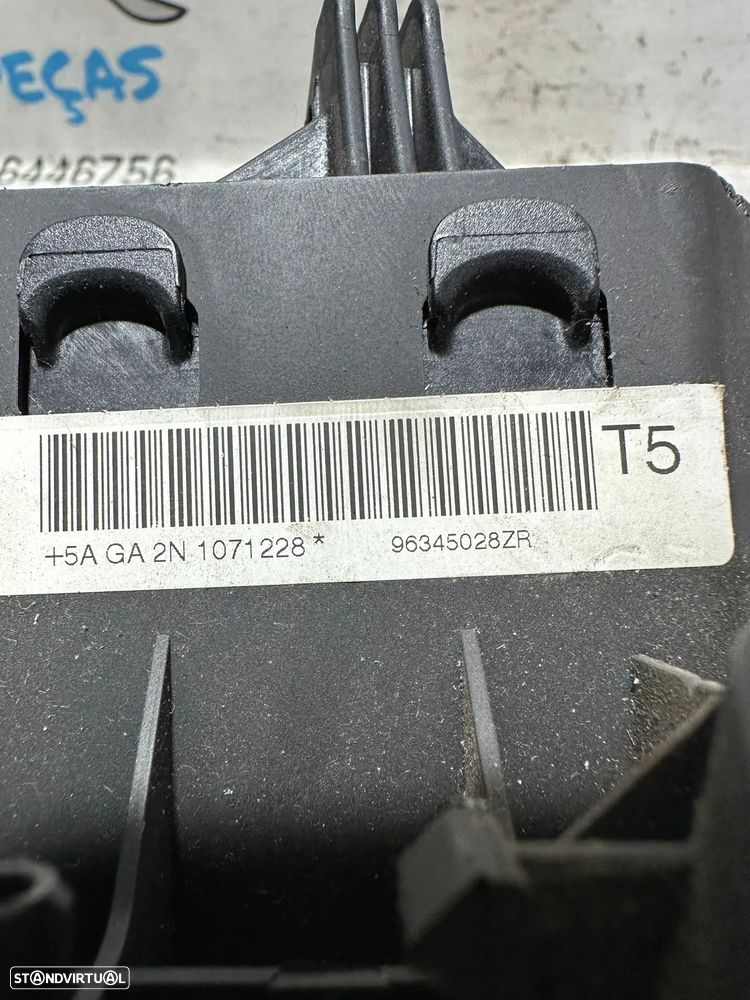 PEÇAS
6446756
T5
+5A GA 2N 1071228 * 96345028ZR
STANDVIRTUAL